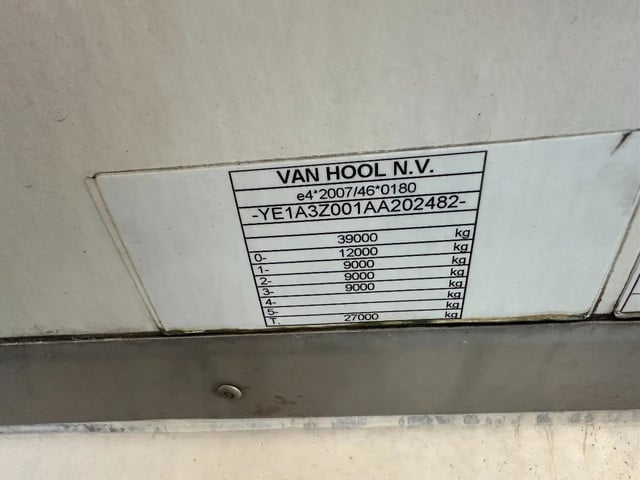 VAN HOOL N.V.
e4*2007/46*0180
-YE1A3Z001AA202482-
39000 kg
0- 12000 kg
1- 9000 kg
2- 9000 kg
3- 9000 kg
4- kg
5- kg
T. 27000 kg